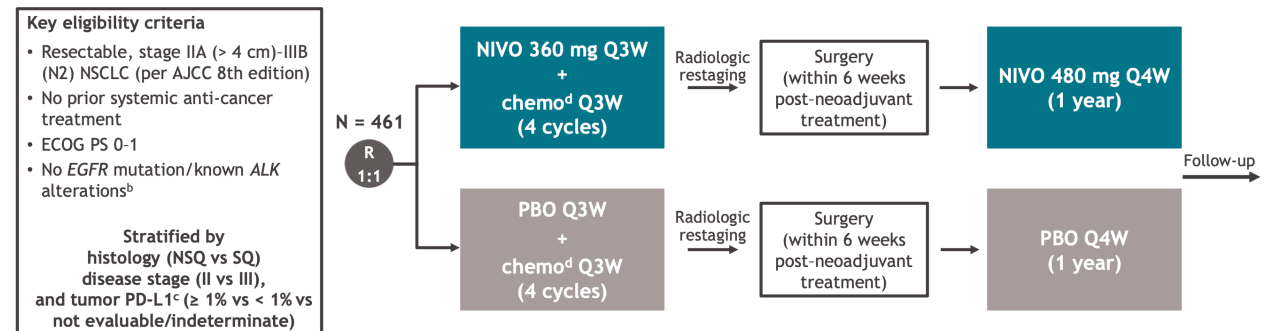 Key eligibility criteria
• Resectable, stage IIA (> 4 cm)–IIIB
(N2) NSCLC (per AJCC 8th edition)
• No prior systemic anti-cancer
treatment
• ECOG PS 0–1
• No EGFR mutation/known ALK
alterationsᵇ
Stratified by
histology (NSQ vs SQ)
disease stage (II vs III),
and tumor PD-L1ᶜ (≥ 1% vs < 1% vs
not evaluable/indeterminate)
N = 461
R
1:1
NIVO 360 mg Q3W
+
chemoᵈ Q3W
(4 cycles)
Radiologic
restaging
Surgery
(within 6 weeks
post–neoadjuvant
treatment)
NIVO 480 mg Q4W
(1 year)
PBO Q3W
+
chemoᵈ Q3W
(4 cycles)
Radiologic
restaging
Surgery
(within 6 weeks
post–neoadjuvant
treatment)
PBO Q4W
(1 year)
Follow-up